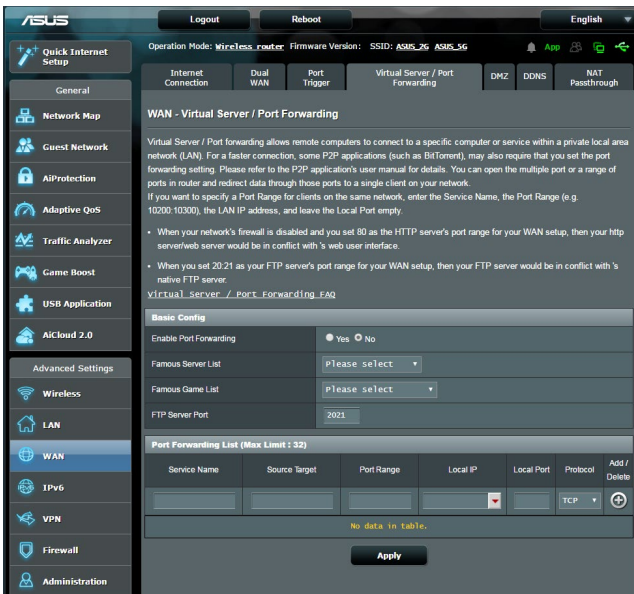 ASUS
Logout
Reboot
English
Quick Internet
Setup
Operation Mode: Wireless router Firmware Version: SSID: ASUS_2G ASUS_5G
App
General
Network Map
Guest Network
AiProtection
Adaptive QoS
Traffic Analyzer
Game Boost
USB Application
AiCloud 2.0
Advanced Settings
Wireless
LAN
WAN
IPv6
VPN
Firewall
Administration
Internet
Connection
Dual
WAN
Port
Trigger
Virtual Server / Port
Forwarding
DMZ
DDNS
NAT
Passthrough
WAN - Virtual Server / Port Forwarding
Virtual Server / Port forwarding allows remote computers to connect to a specific computer or service within a private local area
network (LAN). For a faster connection, some P2P applications (such as BitTorrent), may also require that you set the port
forwarding setting. Please refer to the P2P application's user manual for details. You can open the multiple port or a range of
ports in router and redirect data through those ports to a single client on your network.
If you want to specify a Port Range for clients on the same network, enter the Service Name, the Port Range (e.g.
10200:10300), the LAN IP address, and leave the Local Port empty.
• When your network's firewall is disabled and you set 80 as the HTTP server's port range for your WAN setup, then your http
server/web server would be in conflict with 's web user interface.
• When you set 20:21 as your FTP server's port range for your WAN setup, then your FTP server would be in conflict with 's
native FTP server.
Virtual Server / Port Forwarding FAQ
Basic Config
Enable Port Forwarding
Yes No
Famous Server List
Please select
Famous Game List
Please select
FTP Server Port
2021
Port Forwarding List (Max Limit : 32)
Service Name
Source Target
Port Range
Local IP
Local Port
Protocol
Add /
Delete
TCP
No data in table.
Apply